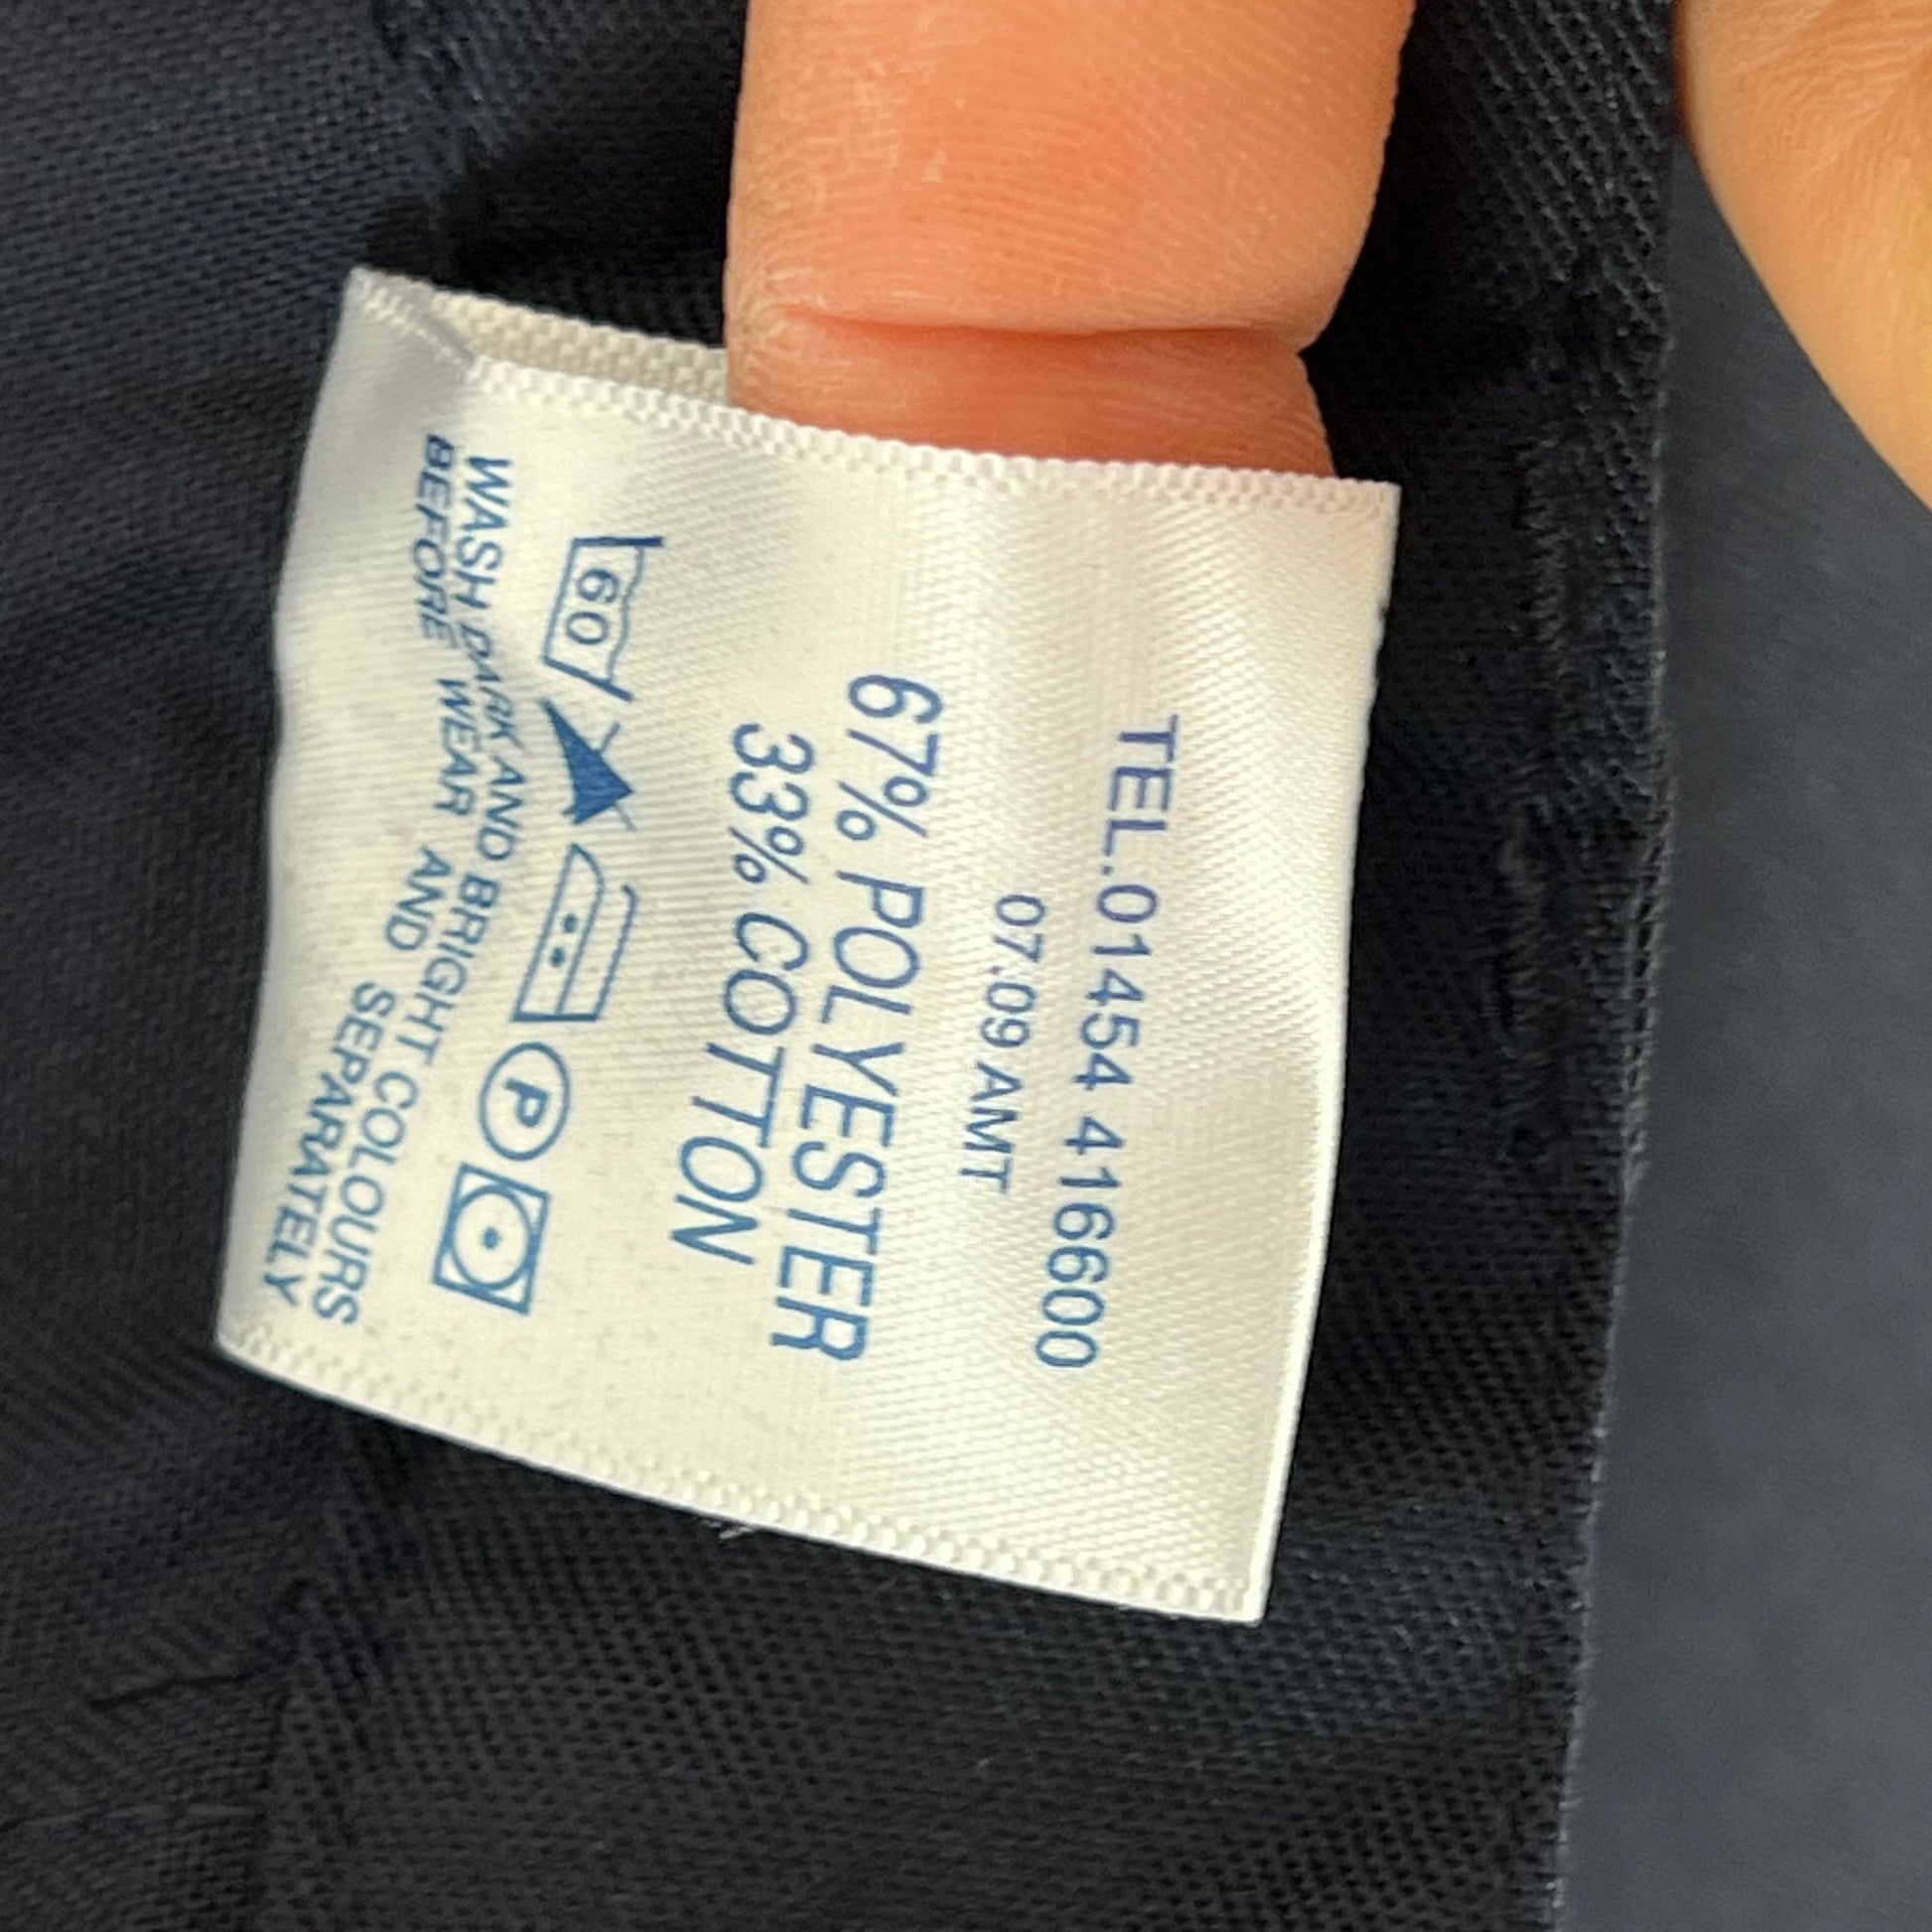 TEL.01454 416600
07.09 AMT
67% POLYESTER
33% COTTON
60 P
WASH DARK AND BRIGHT COLOURS
BEFORE WEAR AND SEPARATELY